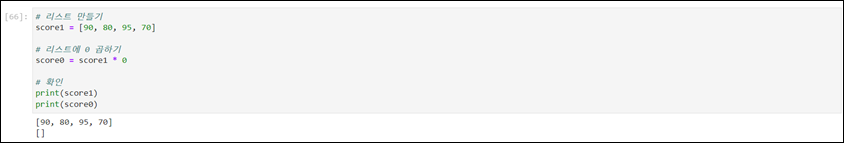 [66]: # 리스트 만들기
score1 = [90, 80, 95, 70]
# 리스트에 0 곱하기
score0 = score1 * 0
# 확인
print(score1)
print(score0)
[90, 80, 95, 70]
[]